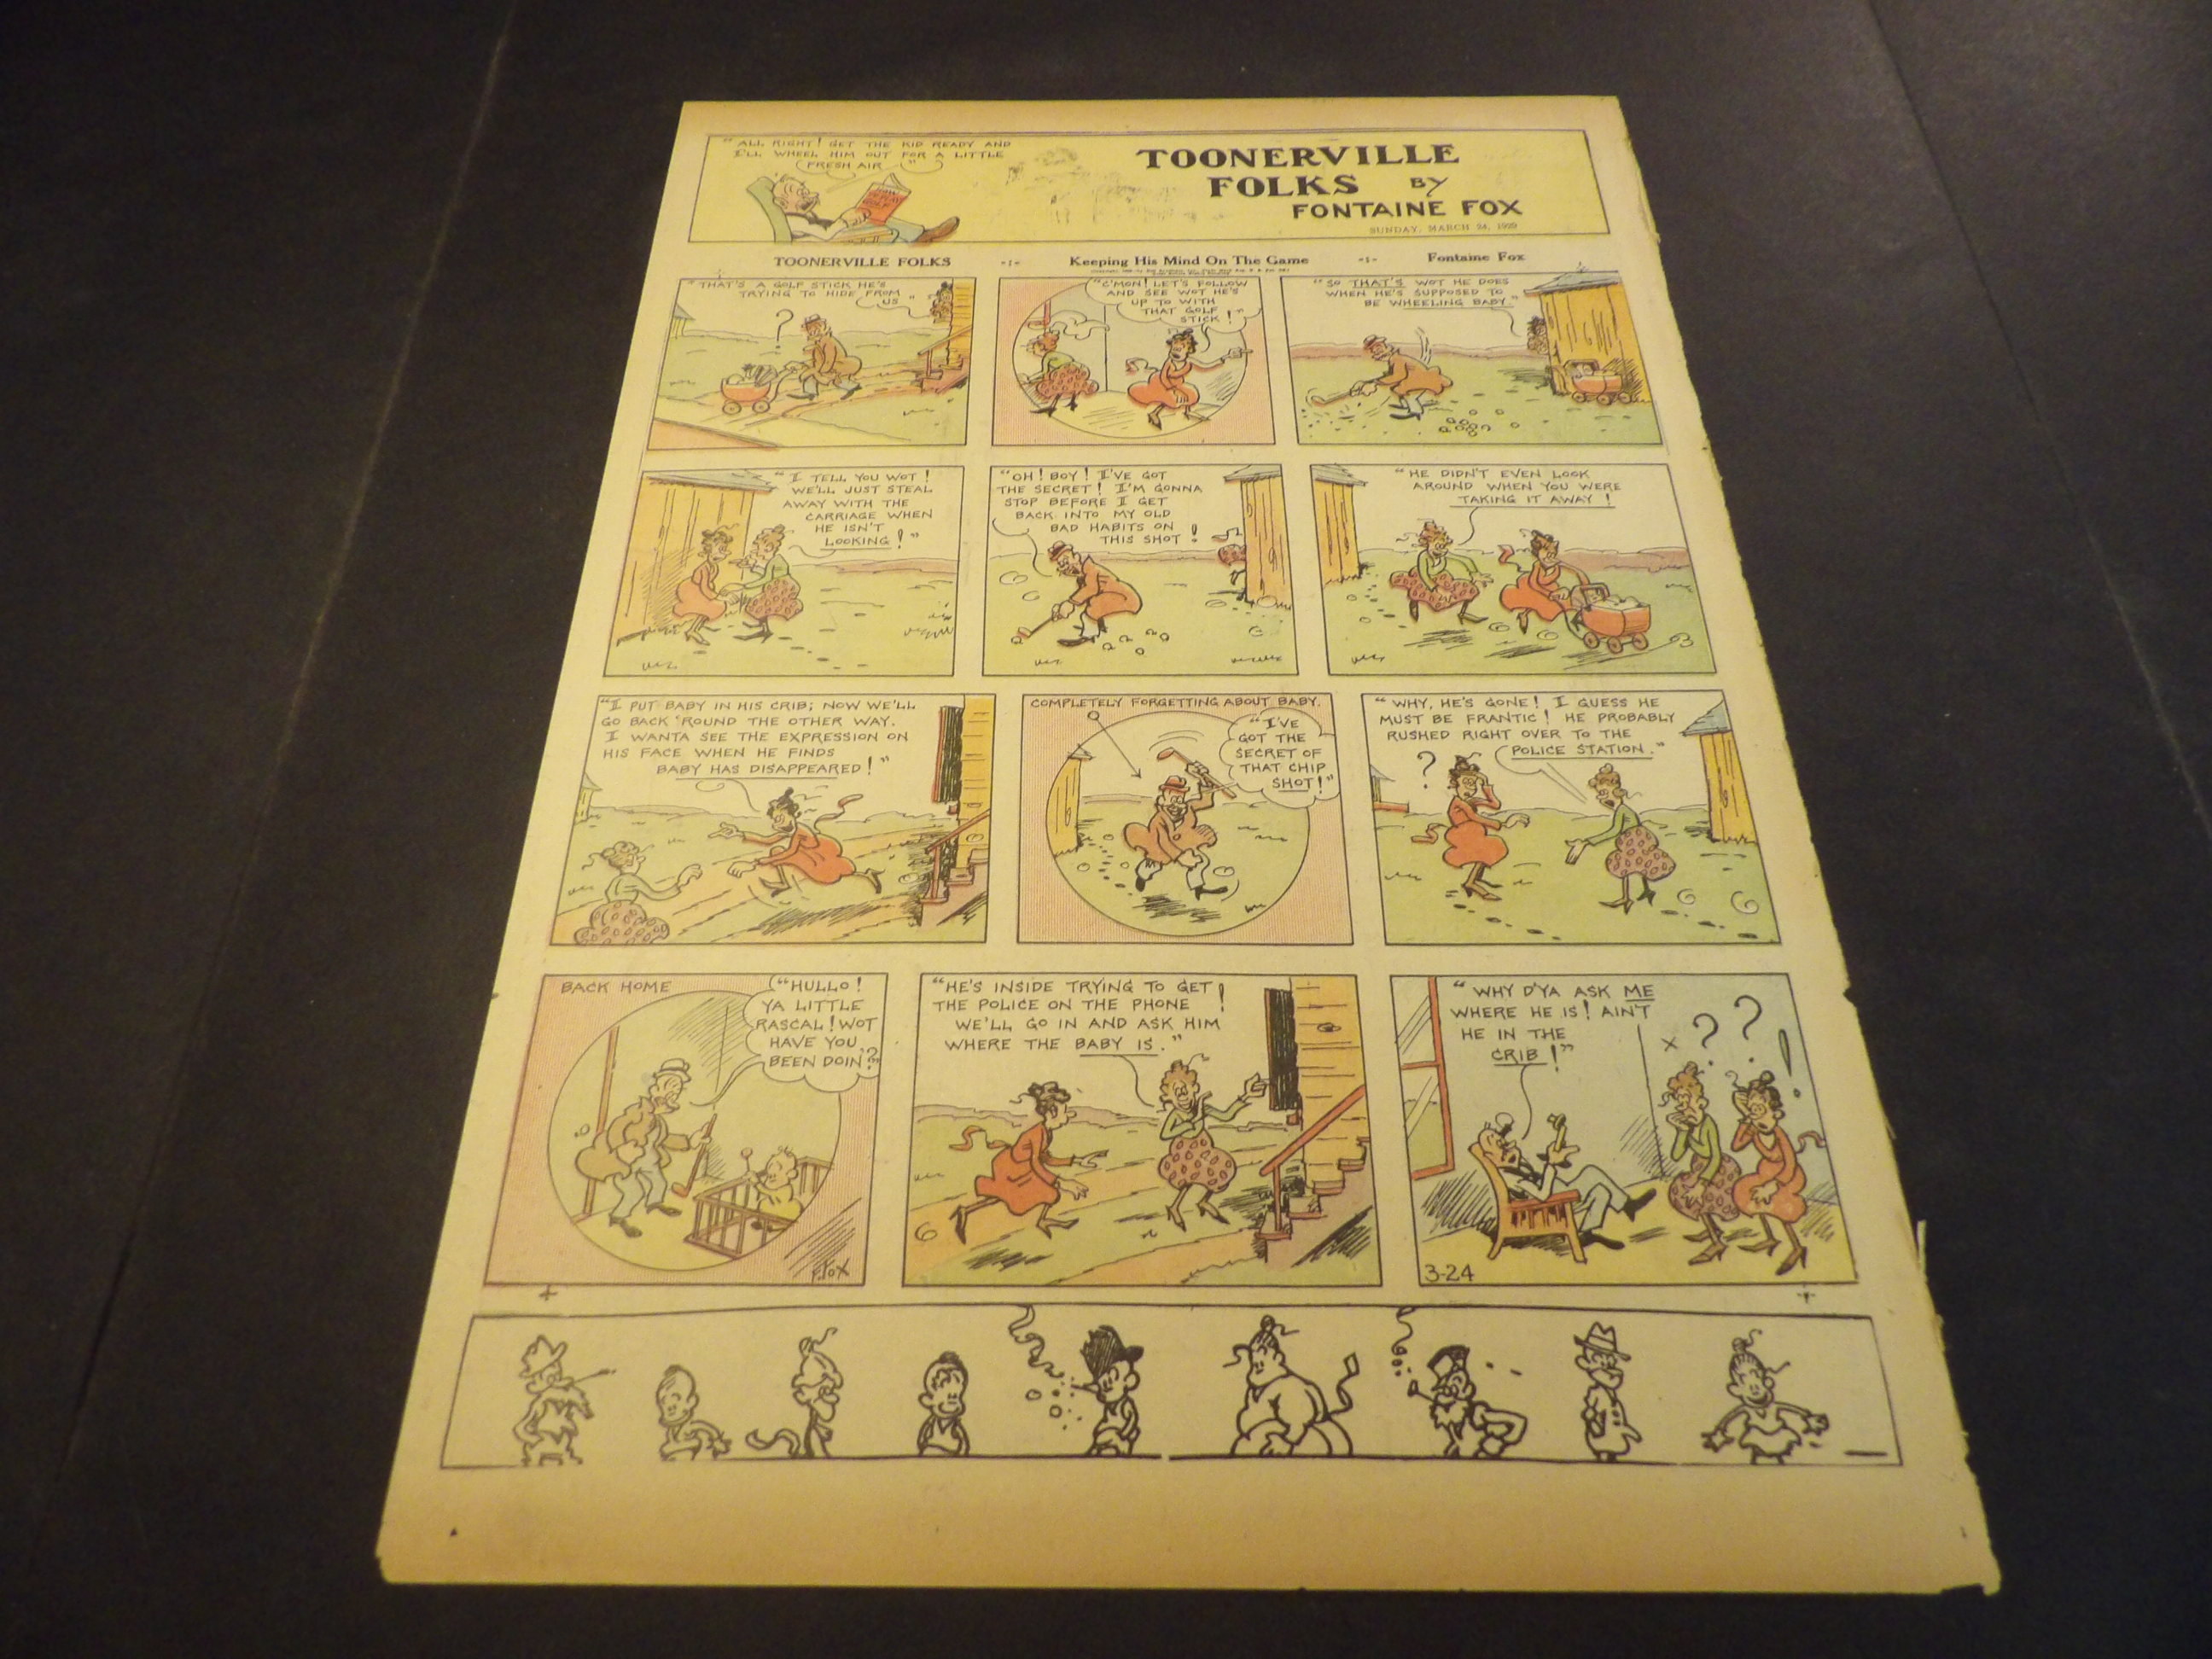 "ALL RIGHT! GET THE KID READY AND
I'LL WHEEL HIM OUT FOR A LITTLE
FRESH AIR"
TOONERVILLE
FOLKS BY
FONTAINE FOX
SUNDAY, MARCH 24, 1929
TOONERVILLE FOLKS -:- Keeping His Mind On The Game -:- Fontaine Fox
"THAT'S A GOLF STICK HE'S
TRYING TO HIDE FROM
US"
"C'MON! LET'S FOLLOW
AND SEE WOT HE'S
UP TO WITH
THAT GOLF
STICK!"
"SO THAT'S WOT HE DOES
WHEN HE'S SUPPOSED TO
BE WHEELING BABY."
"I TELL YOU WOT!
WE'LL JUST STEAL
AWAY WITH THE
CARRIAGE WHEN
HE ISN'T
LOOKING!"
"OH! BOY! I'VE GOT
THE SECRET! I'M GONNA
STOP BEFORE I GET
BACK INTO MY OLD
BAD HABITS ON
THIS SHOT!
"HE DIDN'T EVEN LOOK
AROUND WHEN YOU WERE
TAKING IT AWAY!
"I PUT BABY IN HIS CRIB; NOW WE'LL
GO BACK 'ROUND THE OTHER WAY.
I WANTA SEE THE EXPRESSION ON
HIS FACE WHEN HE FINDS
BABY HAS DISAPPEARED!"
COMPLETELY FORGETTING ABOUT BABY.
"I'VE
GOT THE
SECRET OF
THAT CHIP
SHOT!"
"WHY, HE'S GONE! I GUESS HE
MUST BE FRANTIC! HE PROBABLY
RUSHED RIGHT OVER TO THE
POLICE STATION."
?
BACK HOME
"HULLO!
YA LITTLE
RASCAL! WOT
HAVE YOU
BEEN DOIN'?
F. FOX
"HE'S INSIDE TRYING TO GET
THE POLICE ON THE PHONE!
WE'LL GO IN AND ASK HIM
WHERE THE BABY IS."
"WHY D'YA ASK ME
WHERE HE IS! AIN'T
HE IN THE
CRIB!"
X ? ? !
3-24